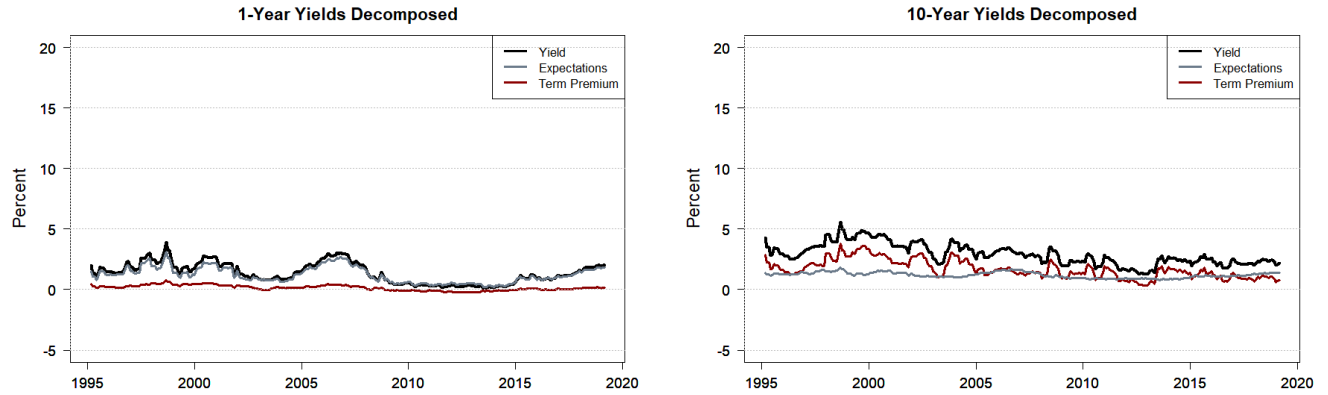 1-Year Yields Decomposed
Percent
20
15
10
5
0
-5
Yield
Expectations
Term Premium
1995 2000 2005 2010 2015 2020
10-Year Yields Decomposed
Percent
20
15
10
5
0
-5
Yield
Expectations
Term Premium
1995 2000 2005 2010 2015 2020